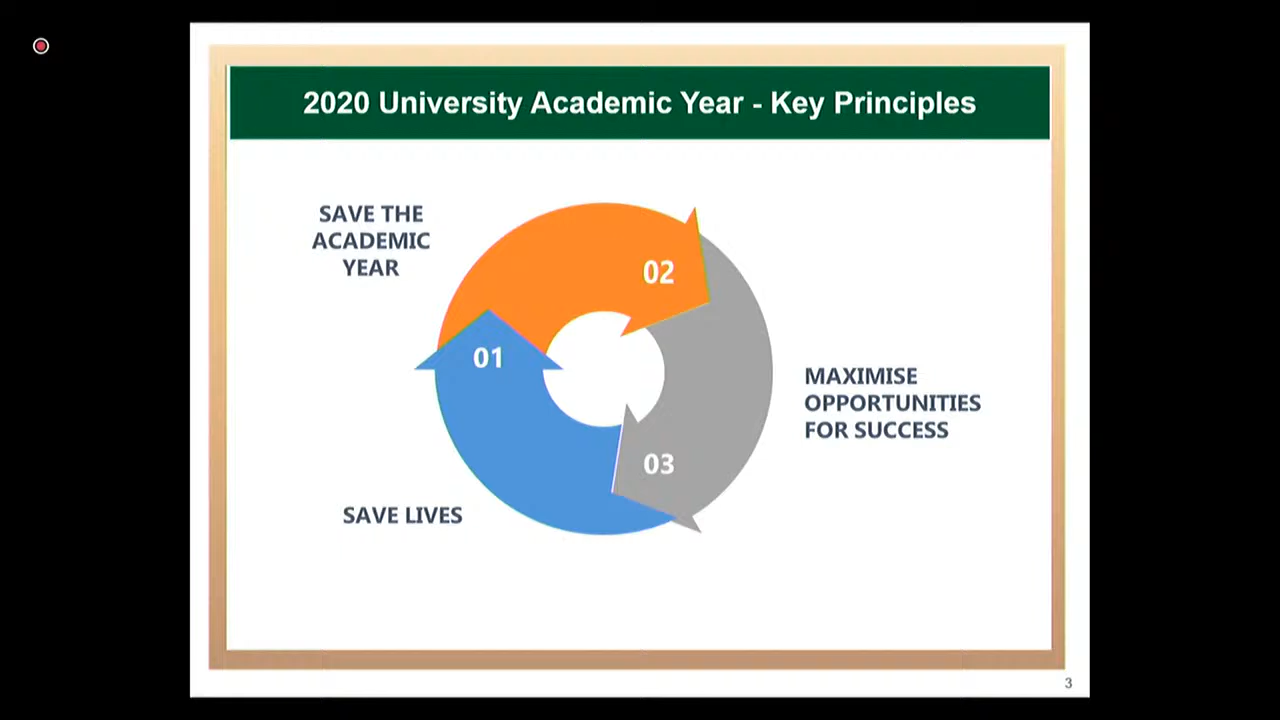 2020 University Academic Year - Key Principles
SAVE THE
ACADEMIC
YEAR
02
01
MAXIMISE
OPPORTUNITIES
FOR SUCCESS
03
SAVE LIVES
3